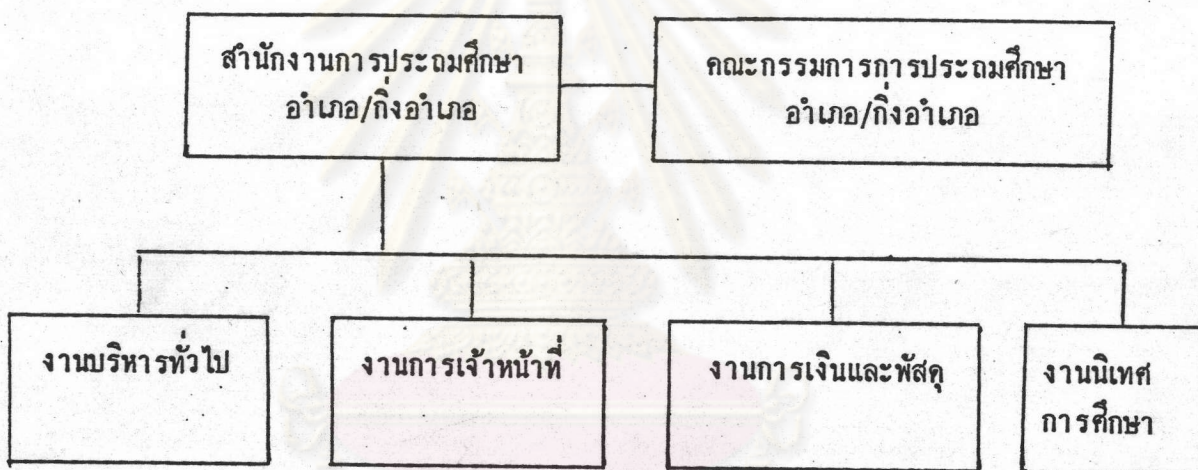 สำนักงานการประถมศึกษา
อำเภอ/กิ่งอำเภอ
คณะกรรมการการประถมศึกษา
อำเภอ/กิ่งอำเภอ
งานบริหารทั่วไป
งานการเจ้าหน้าที่
งานการเงินและพัสดุ
งานนิเทศ
การศึกษา